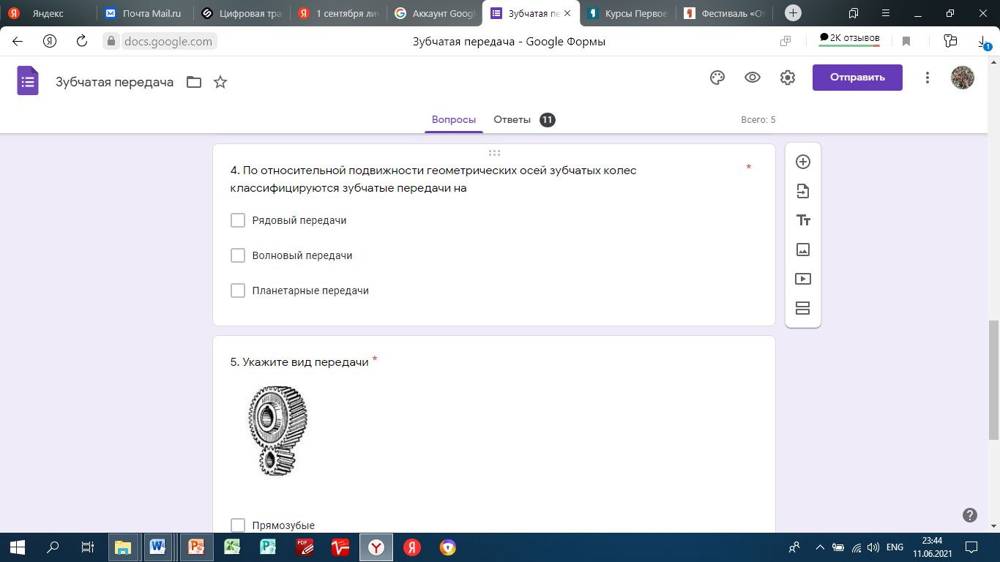 Яндекс
Почта Mail.ru
Цифровая тра
1 сентября ли
Аккаунт Googl
Зубчатая пе
Курсы Первое
Фестиваль «От
docs.google.com
Зубчатая передача - Google Формы
2K отзывов
1
Зубчатая передача
Отправить
Вопросы
Ответы 11
Всего: 5
4. По относительной подвижности геометрических осей зубчатых колес *
классифицируются зубчатые передачи на
Рядовый передачи
Волновый передачи
Планетарные передачи
5. Укажите вид передачи *
Прямозубые
ENG
23:44
11.06.2021